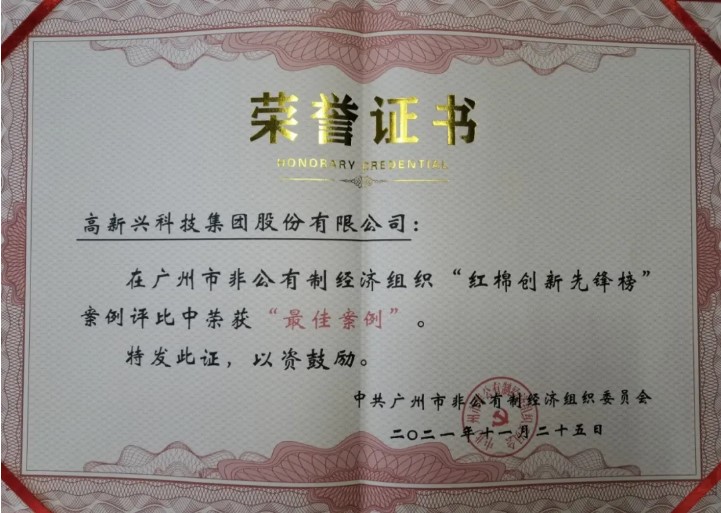 荣誉证书
HONORARY CREDENTIAL
高新兴科技集团股份有限公司:
在广州市非公有制经济组织“红棉创新先锋榜”
案例评比中荣获“最佳案例”。
特发此证，以资鼓励。
中共广州市非公有制经济组织委员会
二〇二一年十一月二十五日